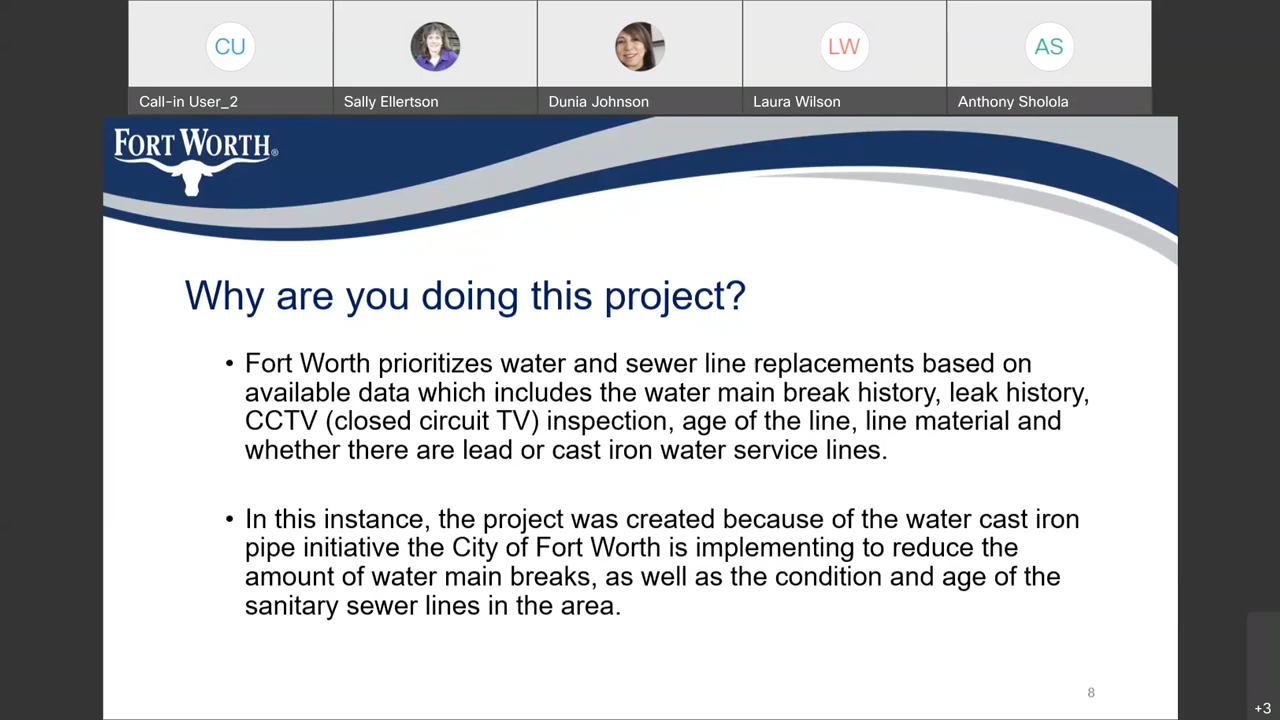 CU
LW
AS
Call-in User_2
Sally Ellertson
Dunia Johnson
Laura Wilson
Anthony Sholola
FORT WORTH®
Why are you doing this project?
• Fort Worth prioritizes water and sewer line replacements based on
available data which includes the water main break history, leak history,
CCTV (closed circuit TV) inspection, age of the line, line material and
whether there are lead or cast iron water service lines.
• In this instance, the project was created because of the water cast iron
pipe initiative the City of Fort Worth is implementing to reduce the
amount of water main breaks, as well as the condition and age of the
sanitary sewer lines in the area.
8
+3